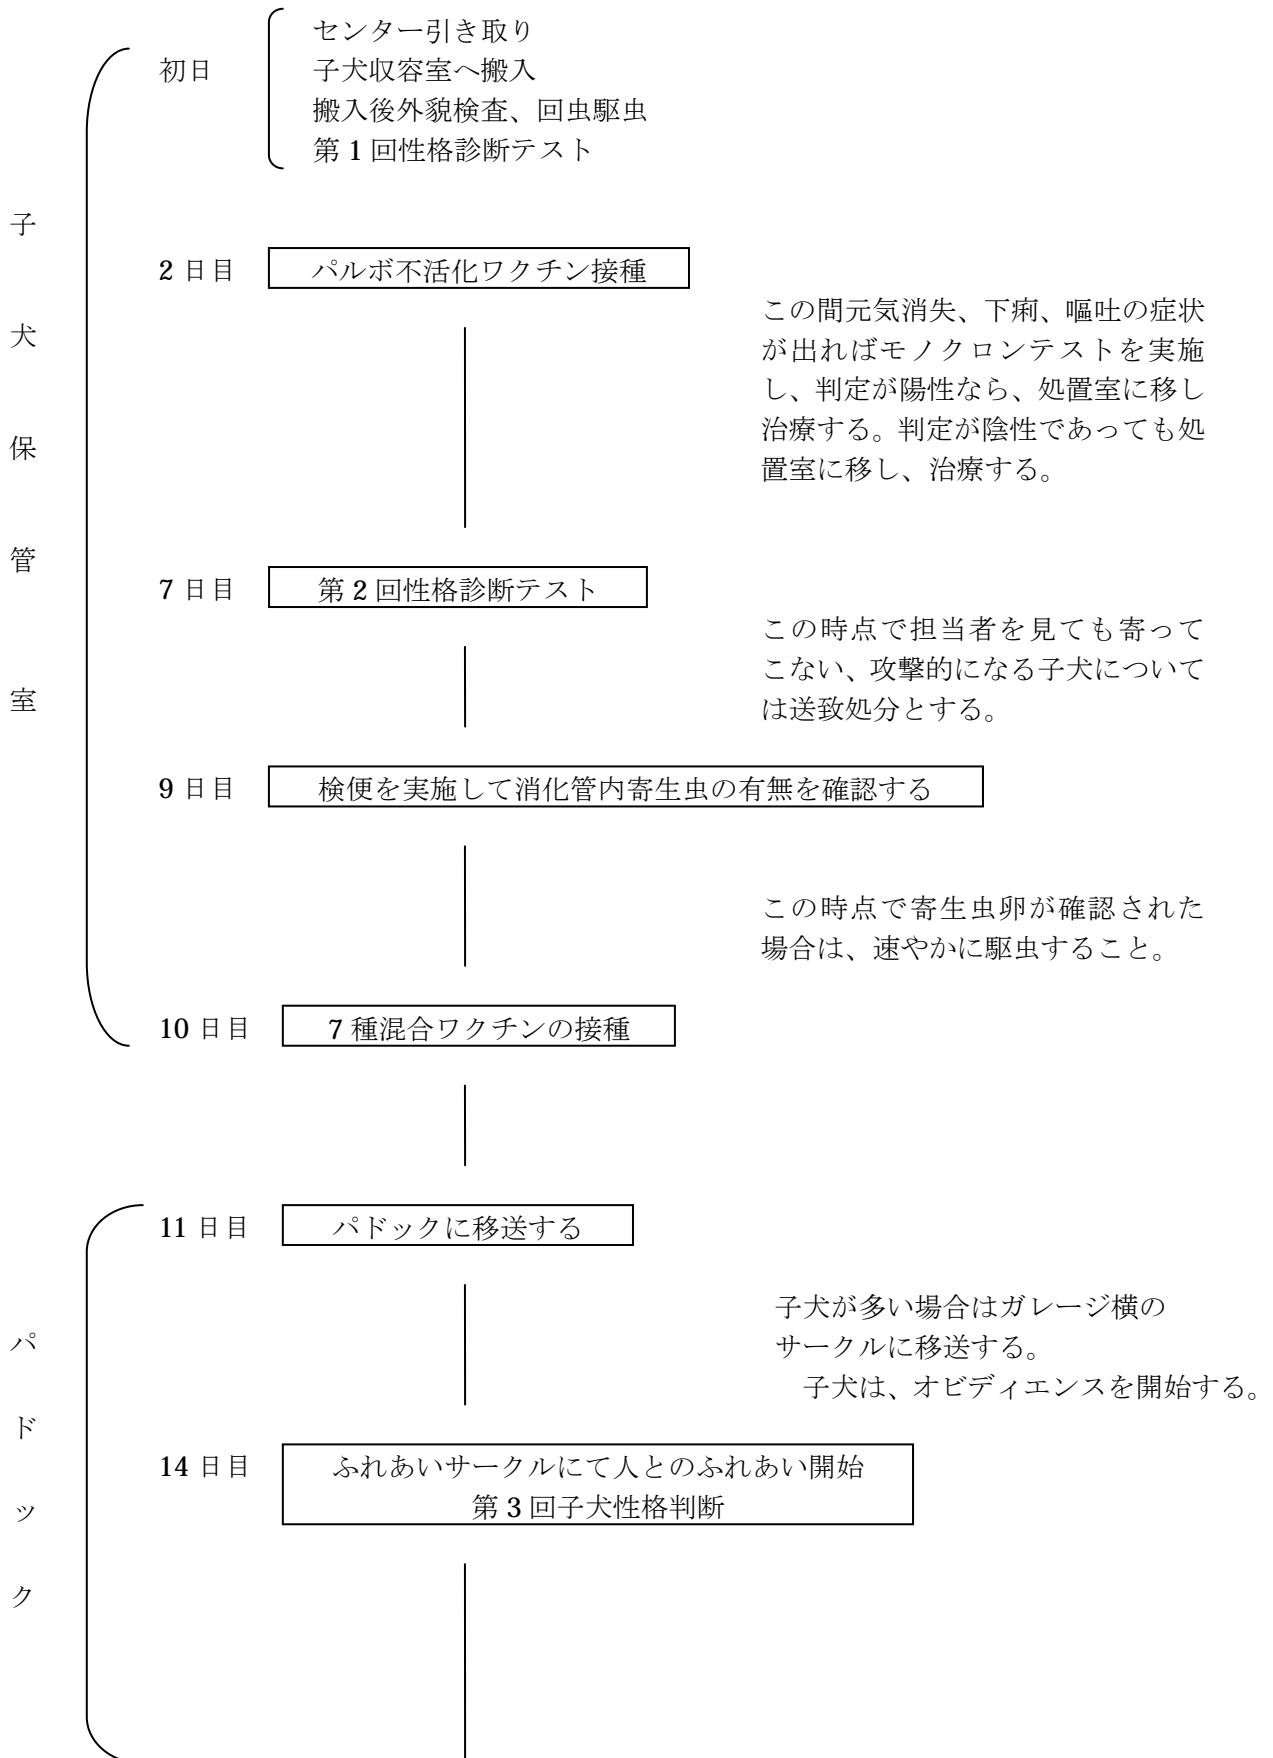 センター引き取り
初日 子犬収容室へ搬入
搬入後外貌検査、回虫駆虫
第1回性格診断テスト
子犬保管室
2日目 パルボ不活化ワクチン接種
この間元気消失、下痢、嘔吐の症状
が出ればモノクロンテストを実施
し、判定が陽性なら、処置室に移し
治療する。判定が陰性であっても処
置室に移し、治療する。
7日目 第2回性格診断テスト
この時点で担当者を見ても寄って
こない、攻撃的になる子犬について
は送致処分とする。
9日目 検便を実施して消化管内寄生虫の有無を確認する
この時点で寄生虫卵が確認された
場合は、速やかに駆虫すること。
10日目 7種混合ワクチンの接種
パドック
11日目 パドックに移送する
子犬が多い場合はガレージ横の
サークルに移送する。
子犬は、オビディエンスを開始する。
14日目 ふれあいサークルにて人とのふれあい開始
第3回子犬性格判断